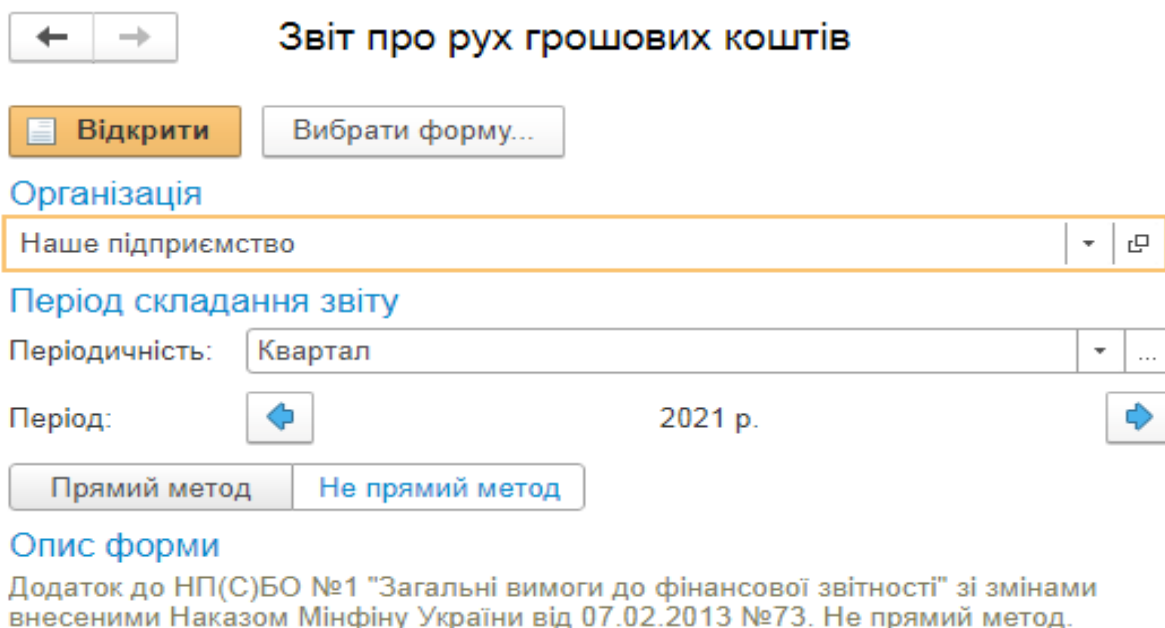 Звіт про рух грошових коштів
Відкрити Вибрати форму...
Організація
Наше підприємство
Період складання звіту
Періодичність: Квартал ...
Період: 2021 р.
Прямий метод Не прямий метод
Опис форми
Додаток до НП(С)БО №1 "Загальні вимоги до фінансової звітності" зі змінами
внесеними Наказом Мінфіну України від 07.02.2013 №73. Не прямий метод.